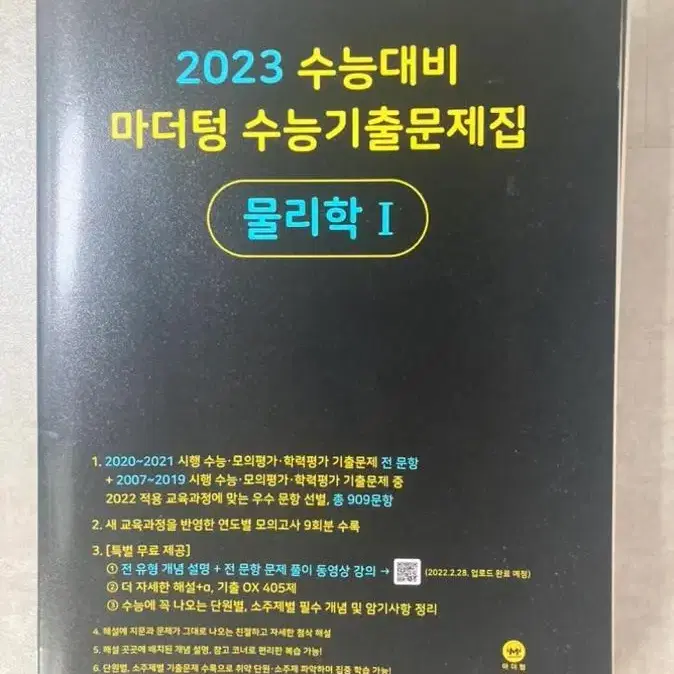 2023 수능대비
마더텅 수능기출문제집
물리학 I
1. 2020~2021 시행 수능·모의평가·학력평가 기출문제 전 문항
+ 2007~2019 시행 수능·모의평가·학력평가 기출문제 중
2022 적용 교육과정에 맞는 우수 문항 선별, 총 909문항
2. 새 교육과정을 반영한 연도별 모의고사 9회분 수록
3. [특별 무료 제공]
① 전 유형 개념 설명 + 전 문항 문제 풀이 동영상 강의 → (2022.2.28. 업로드 완료 예정)
② 더 자세한 해설+α, 기출 OX 405제
③ 수능에 꼭 나오는 단원별, 소주제별 필수 개념 및 암기사항 정리
4. 해설에 지문과 문제가 그대로 나오는 친절하고 자세한 첨삭 해설
5. 해설 곳곳에 배치된 개념 설명, 참고 코너로 편리한 복습 가능!
6. 단원별, 소주제별 기출문제 수록으로 취약 단원·소주제 파악하며 집중 학습 가능!
마더텅